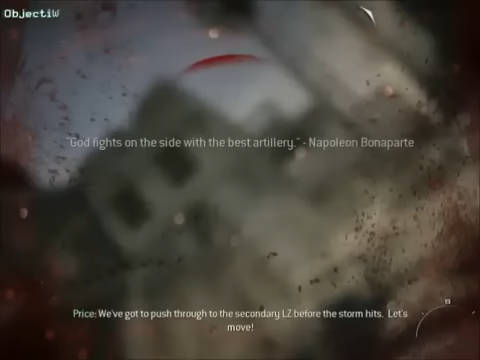 ObjectiW
"God fights on the side with the best artillery." - Napoleon Bonaparte
Price: We've got to push through to the secondary LZ before the storm hits. Let's
move!